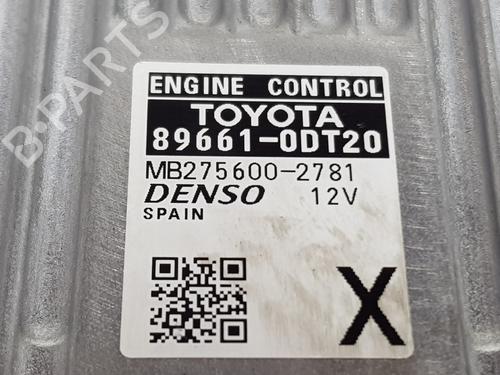 B-PARTS
ENGINE CONTROL
TOYOTA
89661-0DT20
MB275600-2781
DENSO 12V
SPAIN
X